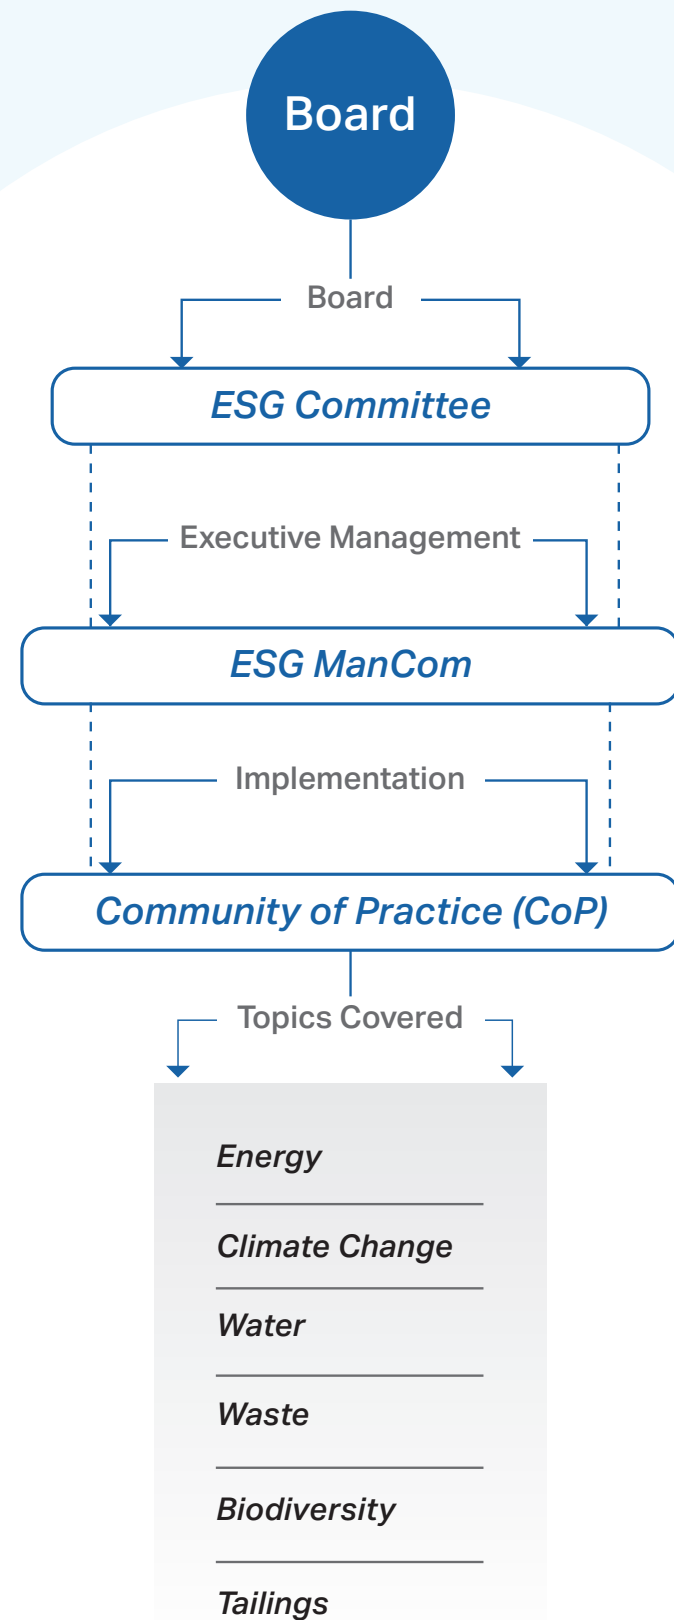 Board
Board
ESG Committee
Executive Management
ESG ManCom
Implementation
Community of Practice (CoP)
Topics Covered
Energy
Climate Change
Water
Waste
Biodiversity
Tailings